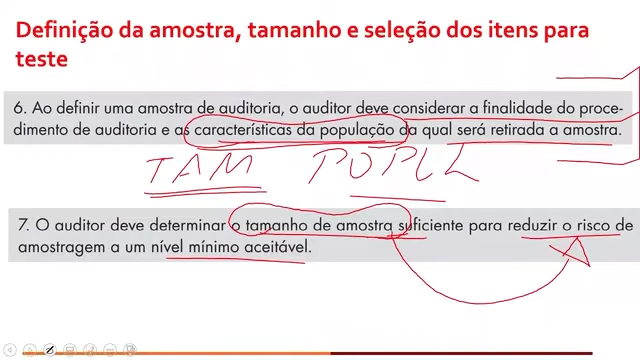 Definição da amostra, tamanho e seleção dos itens para
teste
6. Ao definir uma amostra de auditoria, o auditor deve considerar a finalidade do proce-
dimento de auditoria e as características da população da qual será retirada a amostra.
TAM POPUL
7. O auditor deve determinar o tamanho de amostra suficiente para reduzir o risco de
amostragem a um nível mínimo aceitável.